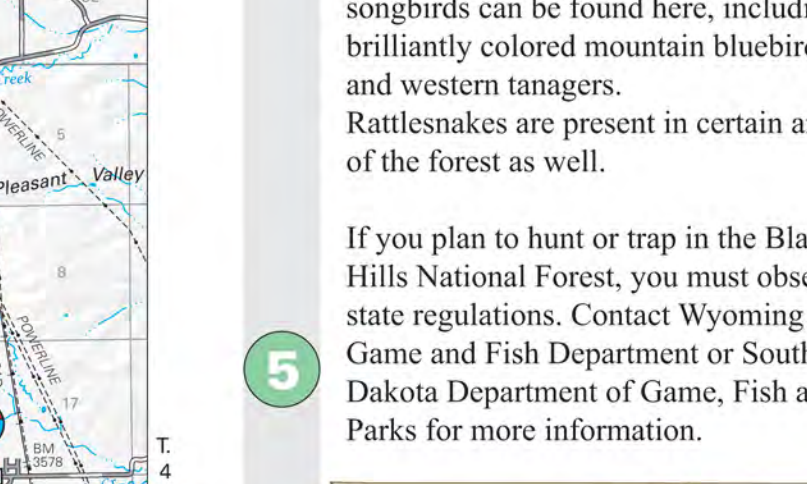 reek
POWERLINE
5
Pleasant Valley
8
POWERLINE
17
BM
3578
T.
4
5
songbirds can be found here, includi
brilliantly colored mountain bluebird
and western tanagers.
Rattlesnakes are present in certain a
of the forest as well.
If you plan to hunt or trap in the Bla
Hills National Forest, you must obse
state regulations. Contact Wyoming
Game and Fish Department or South
Dakota Department of Game, Fish a
Parks for more information.